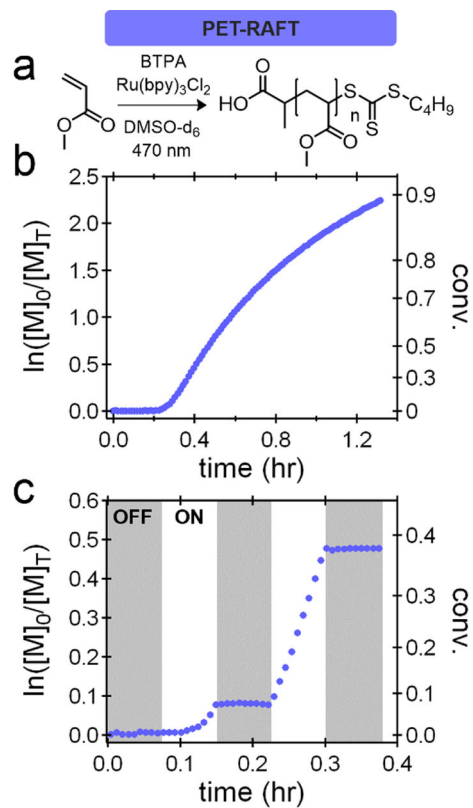 PET-RAFT
a
BTPA
Ru(bpy)3Cl2
DMSO-d6
470 nm
O
O
HO
O
S
S
C4H9
n
S
O
O
b
2.5
2.0
1.5
1.0
0.5
0.0
ln([M]0/[M]T)
0.9
0.8
0.7
0.5
0.3
0
conv.
0.0
0.4
0.8
1.2
time (hr)
c
OFF
ON
0.6
0.5
0.4
0.3
0.2
0.1
0.0
ln([M]0/[M]T)
0.4
0.3
0.2
0.1
0.0
conv.
0.0
0.1
0.2
0.3
0.4
time (hr)